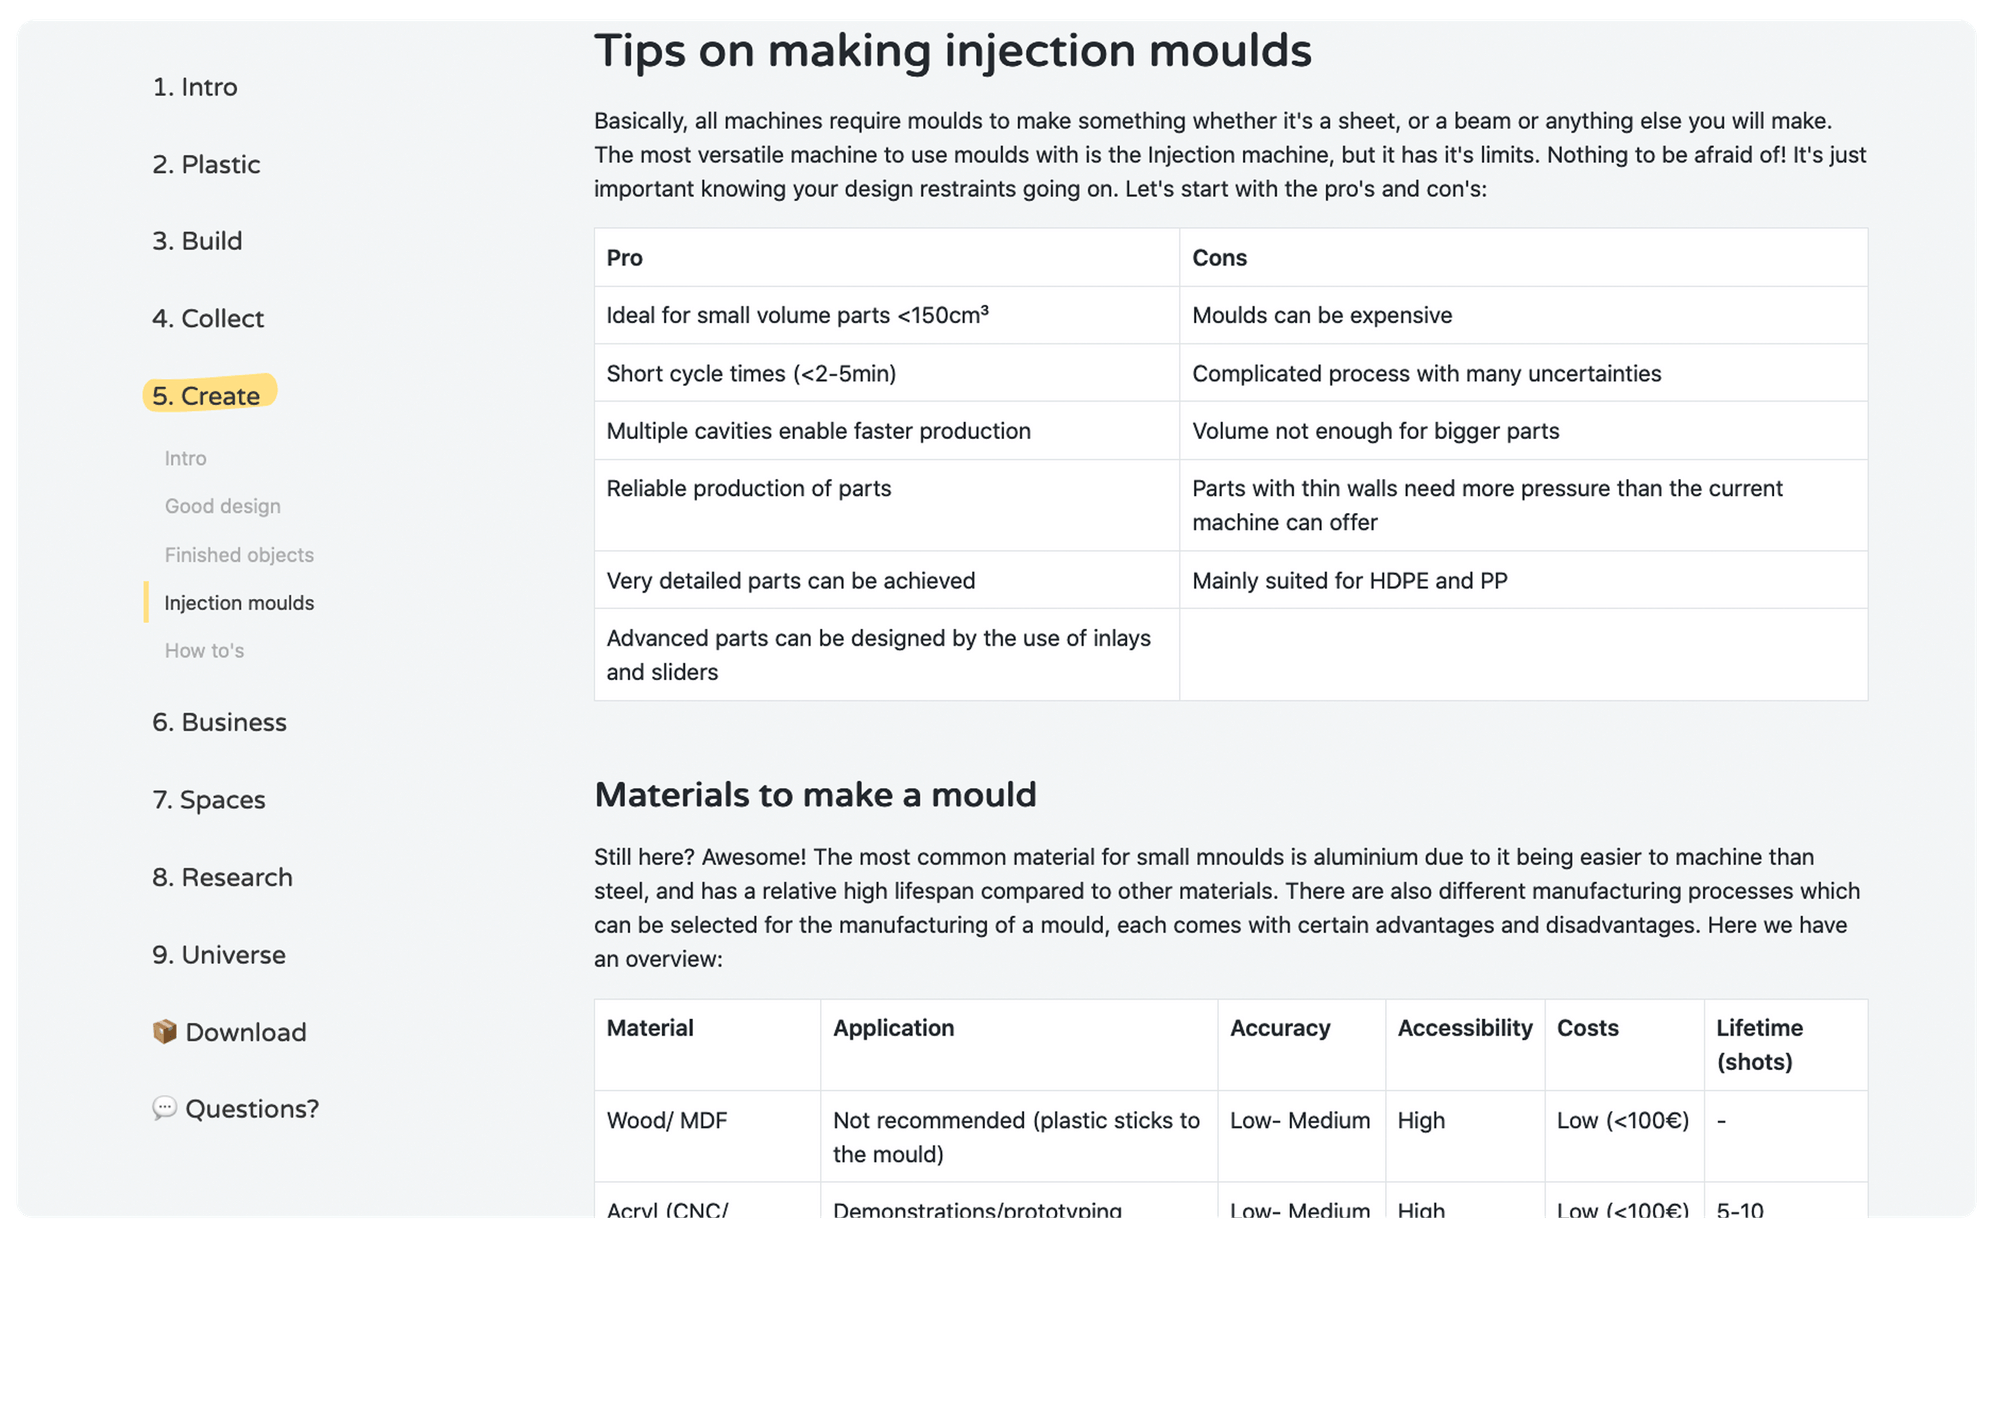 1. Intro
2. Plastic
3. Build
4. Collect
5. Create
Intro
Good design
Finished objects
Injection moulds
How to's
6. Business
7. Spaces
8. Research
9. Universe
📦 Download
💬 Questions?
Tips on making injection moulds
Basically, all machines require moulds to make something whether it's a sheet, or a beam or anything else you will make.
The most versatile machine to use moulds with is the Injection machine, but it has it's limits. Nothing to be afraid of! It's just
important knowing your design restraints going on. Let's start with the pro's and con's:
Pro Cons
Ideal for small volume parts <150cm³ Moulds can be expensive
Short cycle times (<2-5min) Complicated process with many uncertainties
Multiple cavities enable faster production Volume not enough for bigger parts
Reliable production of parts Parts with thin walls need more pressure than the current
machine can offer
Very detailed parts can be achieved Mainly suited for HDPE and PP
Advanced parts can be designed by the use of inlays
and sliders
Materials to make a mould
Still here? Awesome! The most common material for small mnoulds is aluminium due to it being easier to machine than
steel, and has a relative high lifespan compared to other materials. There are also different manufacturing processes which
can be selected for the manufacturing of a mould, each comes with certain advantages and disadvantages. Here we have
an overview:
Material Application Accuracy Accessibility Costs Lifetime
(shots)
Wood/ MDF Not recommended (plastic sticks to Low- Medium High Low (<100€) -
the mould)
Acryl (CNC/ Demonstrations/prototyping Low- Medium High Low (<100€) 5-10